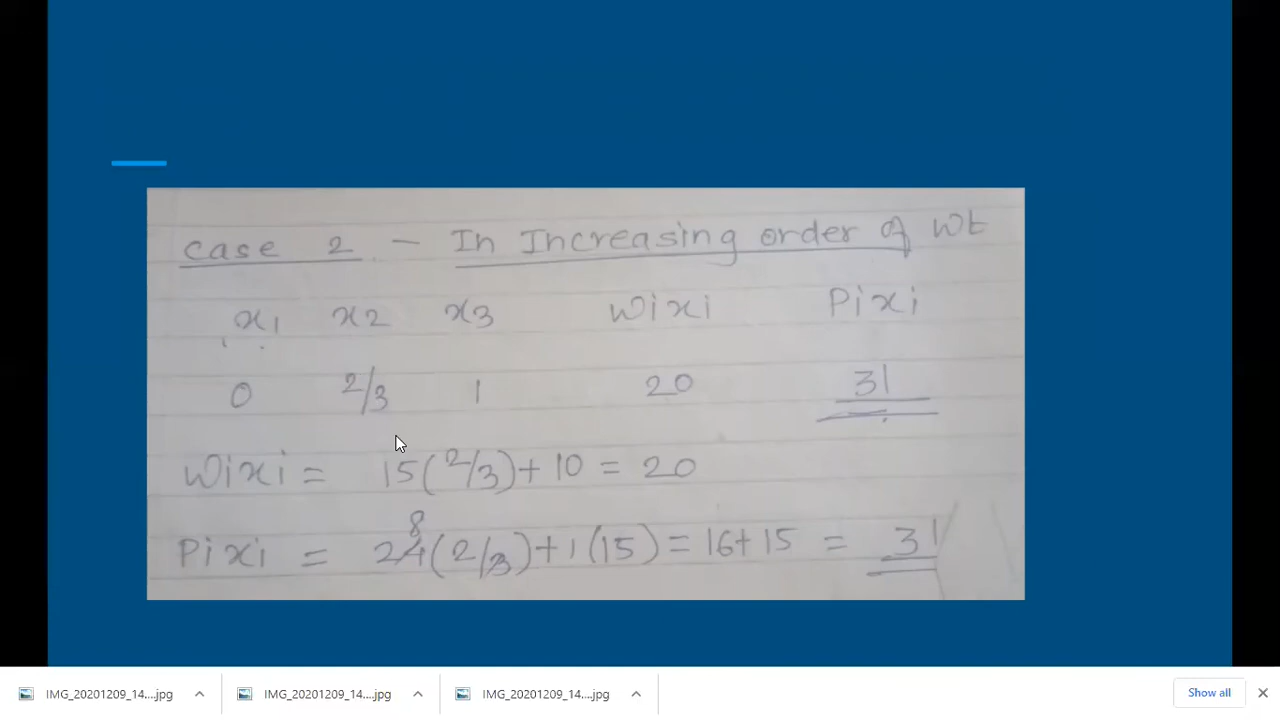 Case 2 - In Increasing order of wt
x1 x2 x3 wixi Pixi
0 2/3 1 20 31
wixi = 15(2/3)+10 = 20
8
Pixi = 24(2/3)+1(15) = 16+15 = 31
IMG_20201209_14....jpg IMG_20201209_14....jpg IMG_20201209_14....jpg Show all